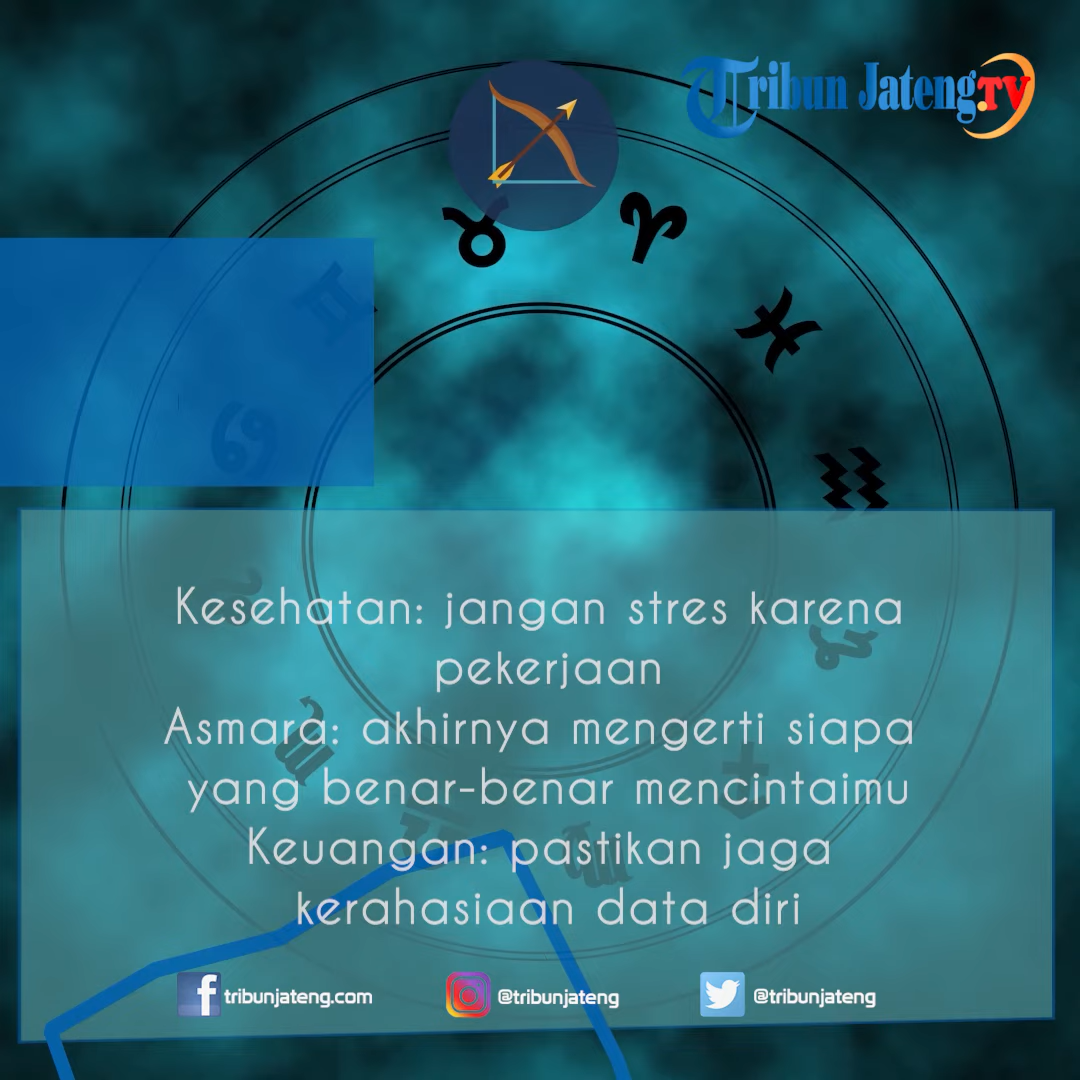 Tribun Jateng.TV
Kesehatan: jangan stres karena
pekerjaan
Asmara: akhirnya mengerti siapa
yang benar-benar mencintaimu
Keuangan: pastikan jaga
kerahasiaan data diri
tribunjateng.com
@tribunjateng
@tribunjateng